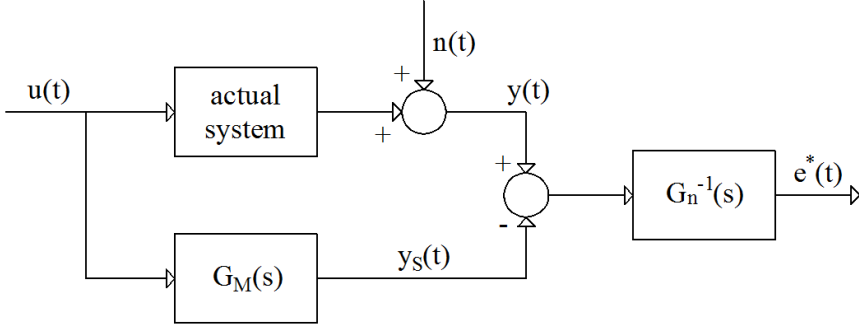 n(t)
u(t)
actual
system
+
+
y(t)
+
-
Gn-1(s)
e*(t)
GM(s)
yS(t)